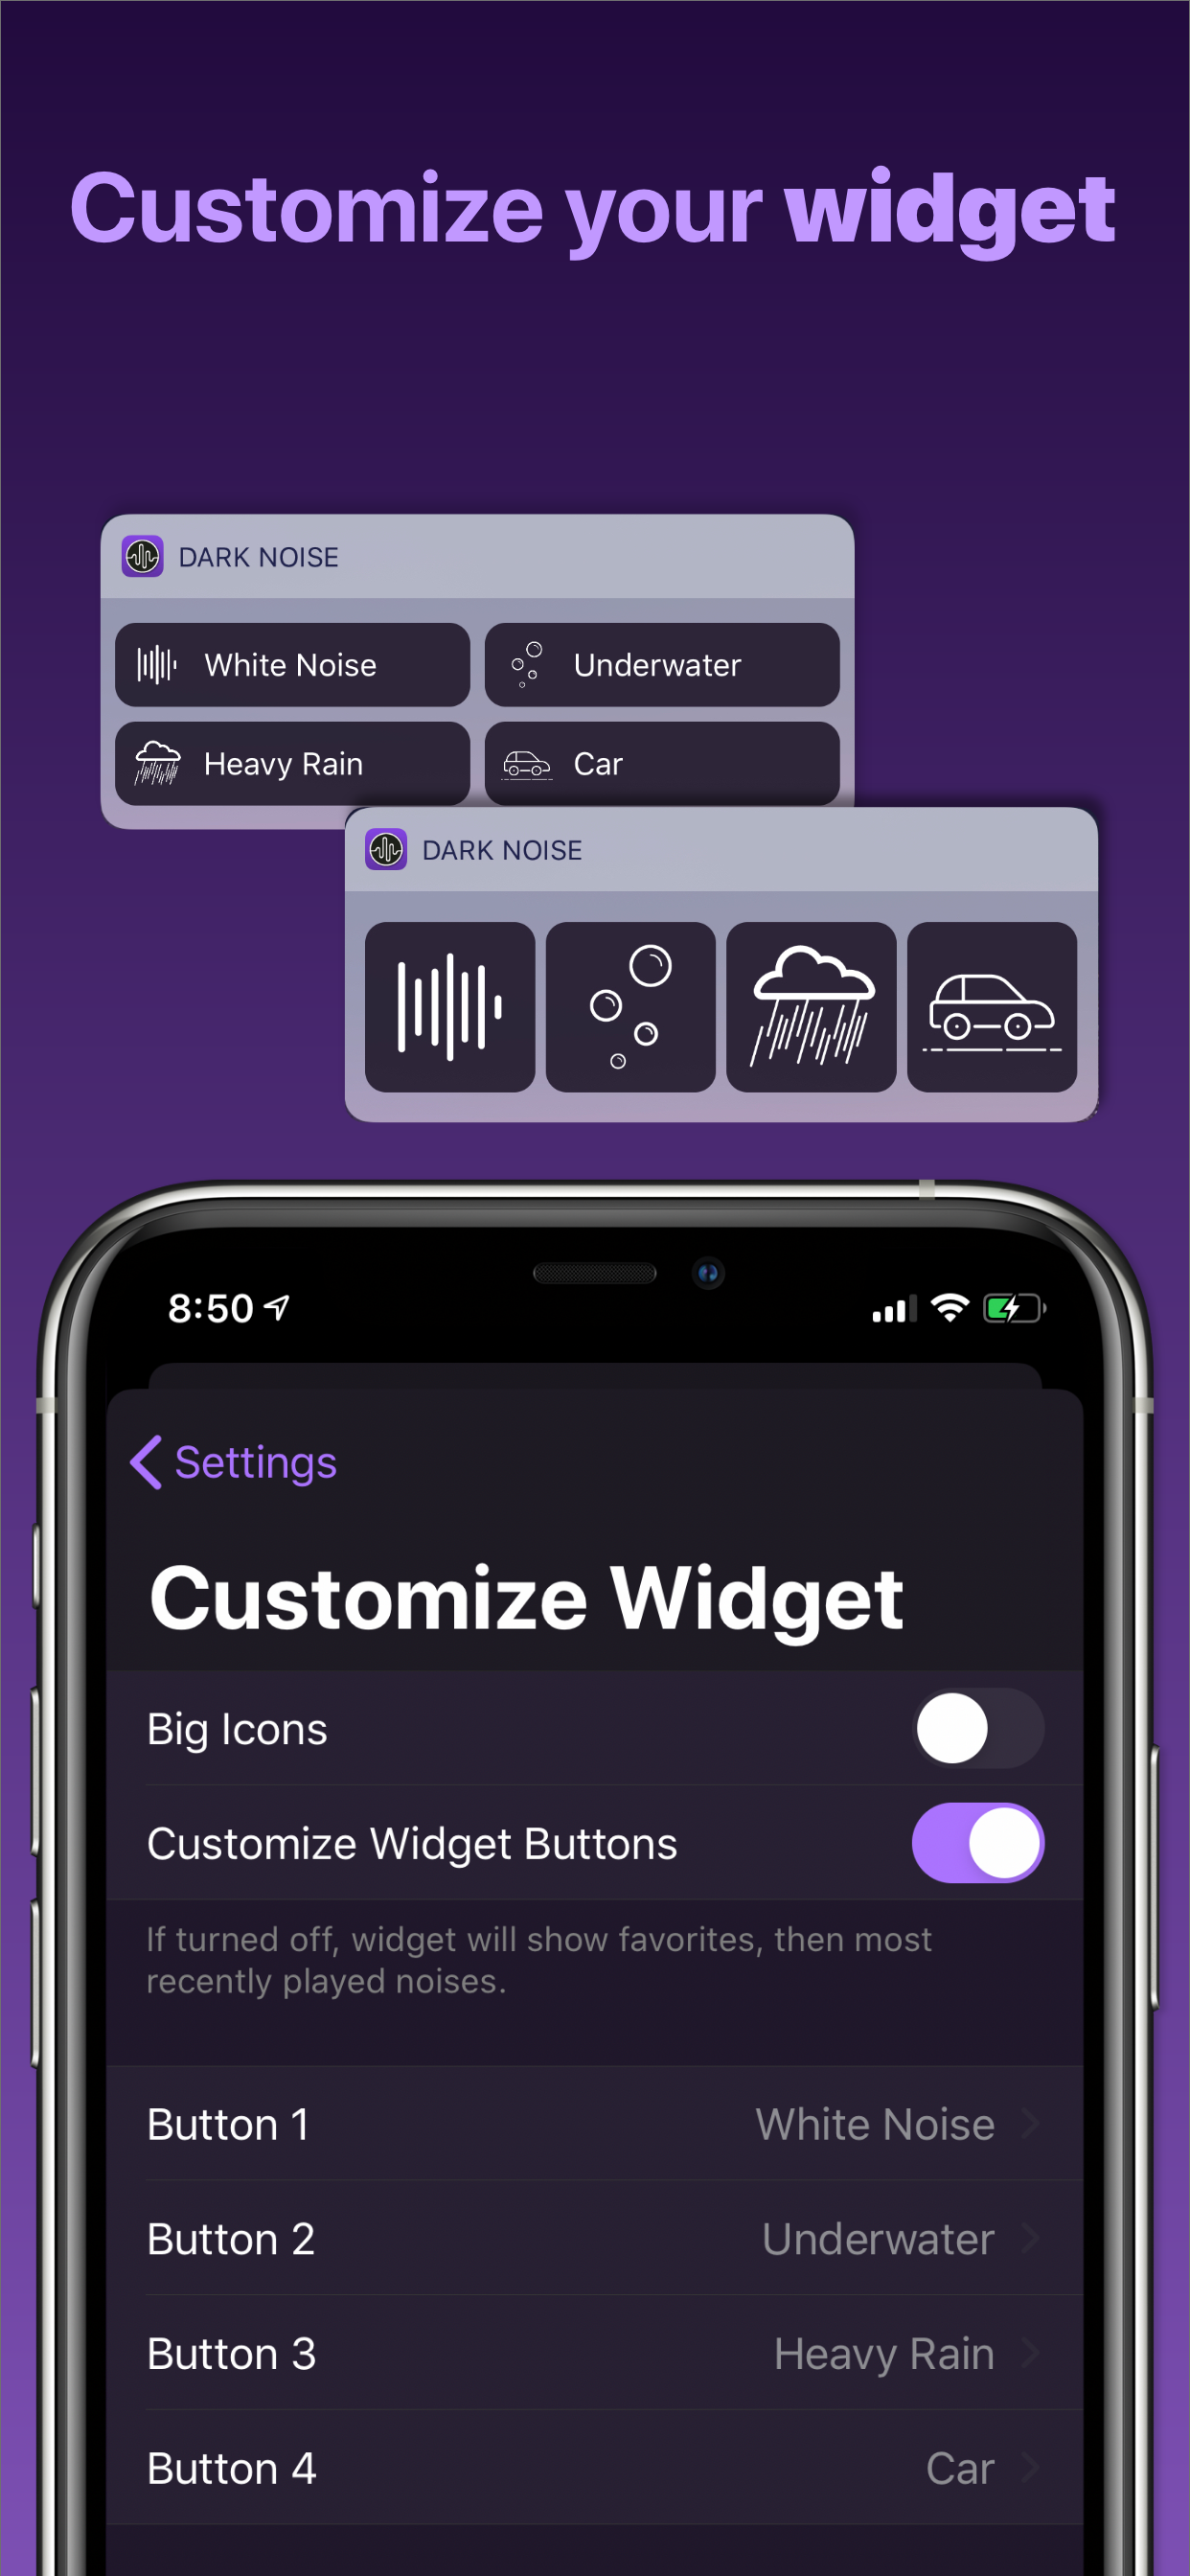 Customize your widget
DARK NOISE
White Noise
Underwater
Heavy Rain
Car
DARK NOISE
8:50
Settings
Customize Widget
Big Icons
Customize Widget Buttons
If turned off, widget will show favorites, then most
recently played noises.
Button 1 White Noise
Button 2 Underwater
Button 3 Heavy Rain
Button 4 Car